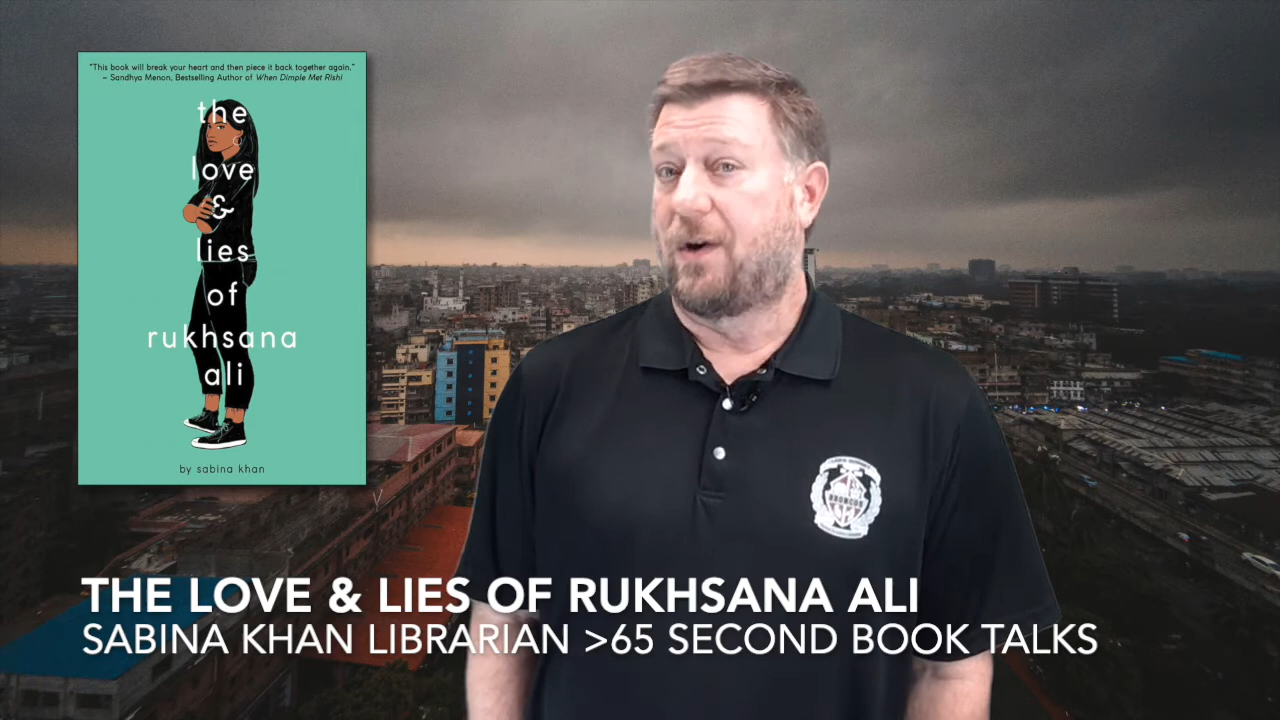 "This book will break your heart and then piece it back together again."
– Sandhya Menon, Bestselling Author of When Dimple Met Rishi
the
love
&
lies
of
rukhsana
ali
by sabina khan
BRONCOS
THE LOVE & LIES OF RUKHSANA ALI
SABINA KHAN LIBRARIAN >65 SECOND BOOK TALKS